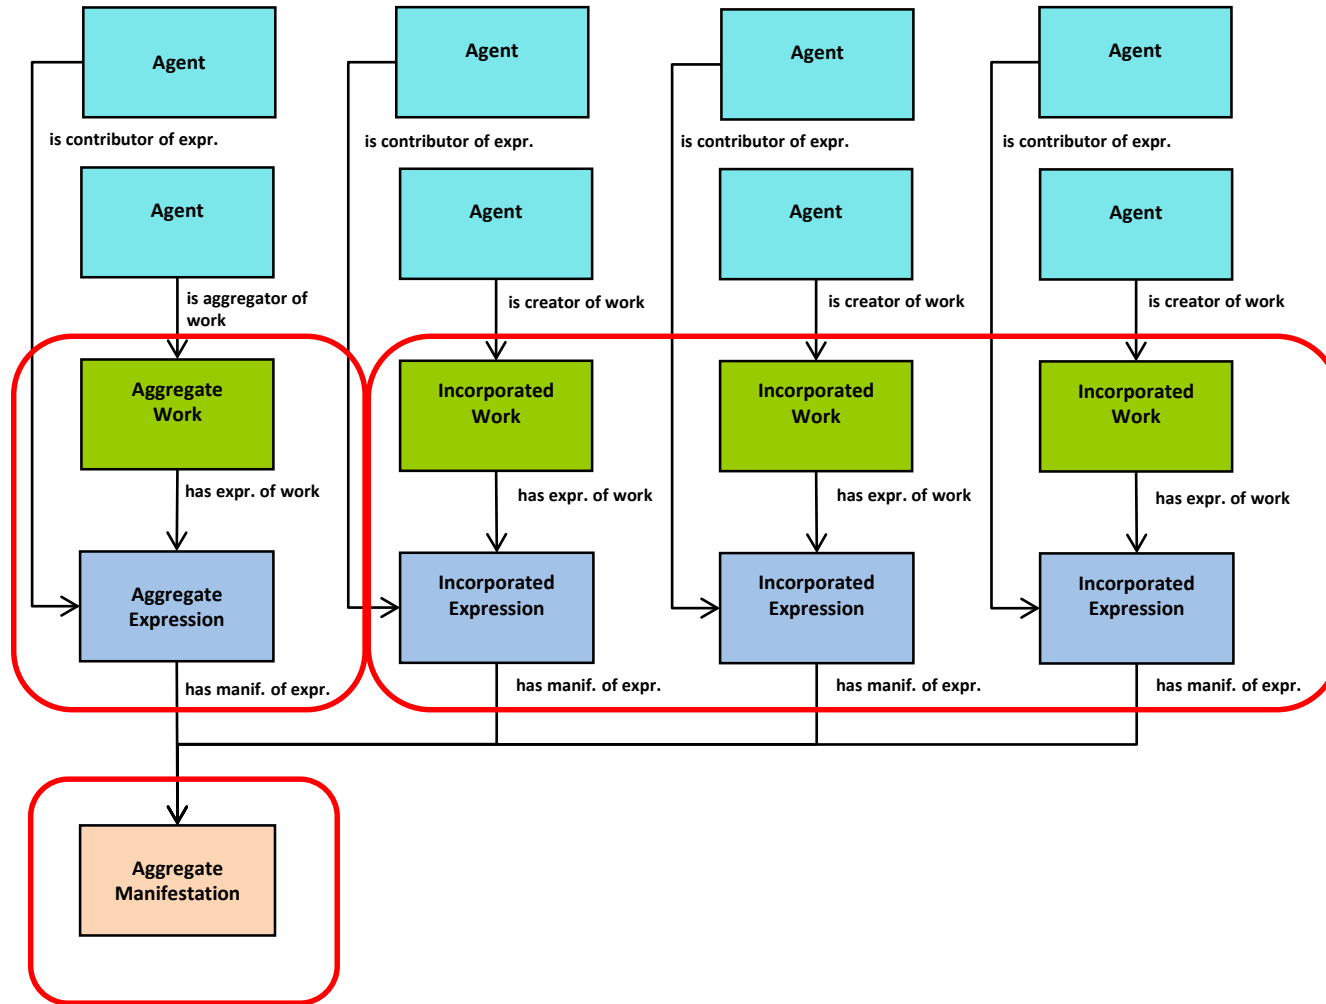 Agent
Agent
Agent
Agent
is contributor of expr.
is contributor of expr.
is contributor of expr.
is contributor of expr.
Agent
Agent
Agent
Agent
is aggregator of
work
is creator of work
is creator of work
is creator of work
Aggregate
Work
Incorporated
Work
Incorporated
Work
Incorporated
Work
has expr. of work
has expr. of work
has expr. of work
has expr. of work
Aggregate
Expression
Incorporated
Expression
Incorporated
Expression
Incorporated
Expression
has manif. of expr.
has manif. of expr.
has manif. of expr.
has manif. of expr.
Aggregate
Manifestation